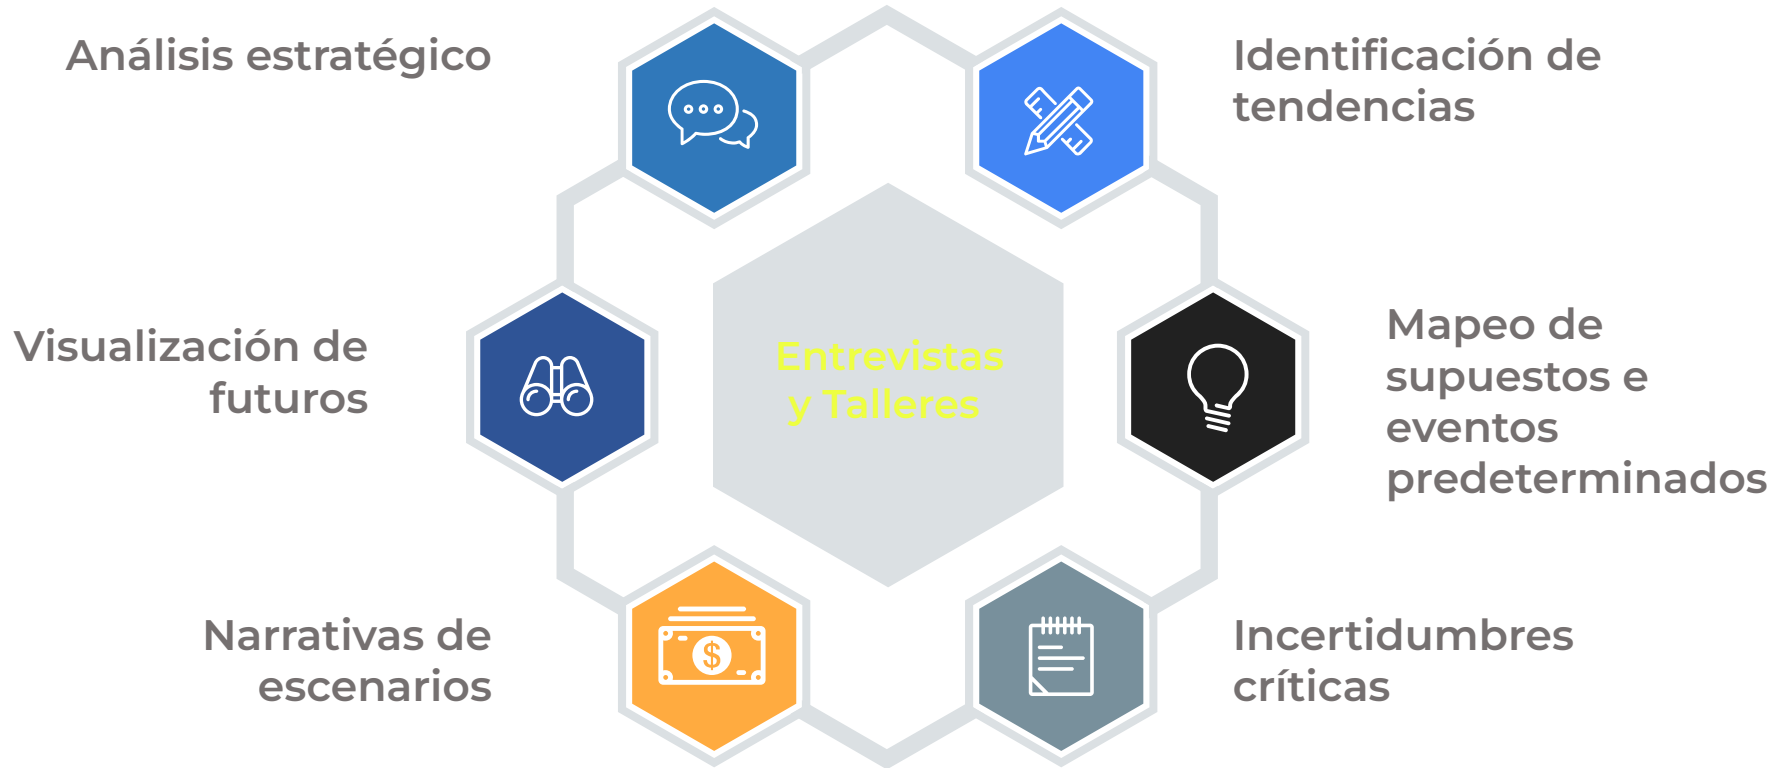 Análisis estratégico
Identificación de
tendencias
Visualización de
futuros
Entrevistas
y Talleres
Mapeo de
supuestos e
eventos
predeterminados
Narrativas de
escenarios
$
Incertidumbres
críticas